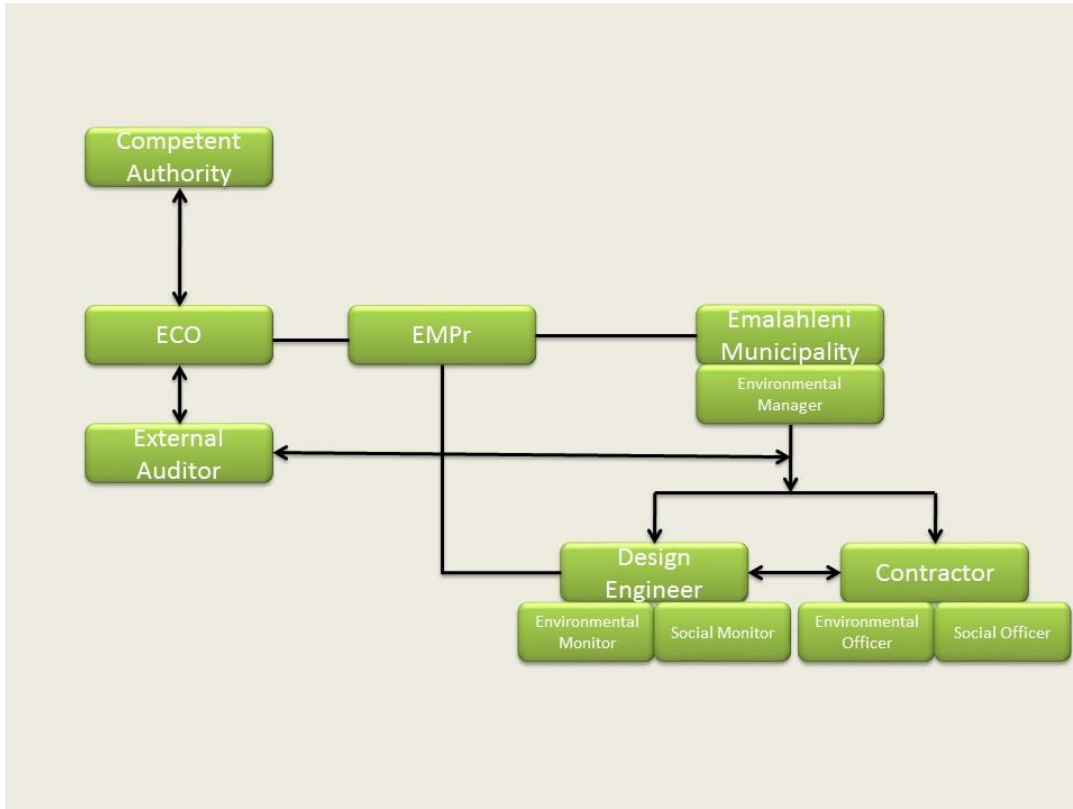 Competent
Authority
ECO
EMPr
Emalahleni
Municipality
Environmental
Manager
External
Auditor
Design
Engineer
Contractor
Environmental
Monitor
Social Monitor
Environmental
Officer
Social Officer